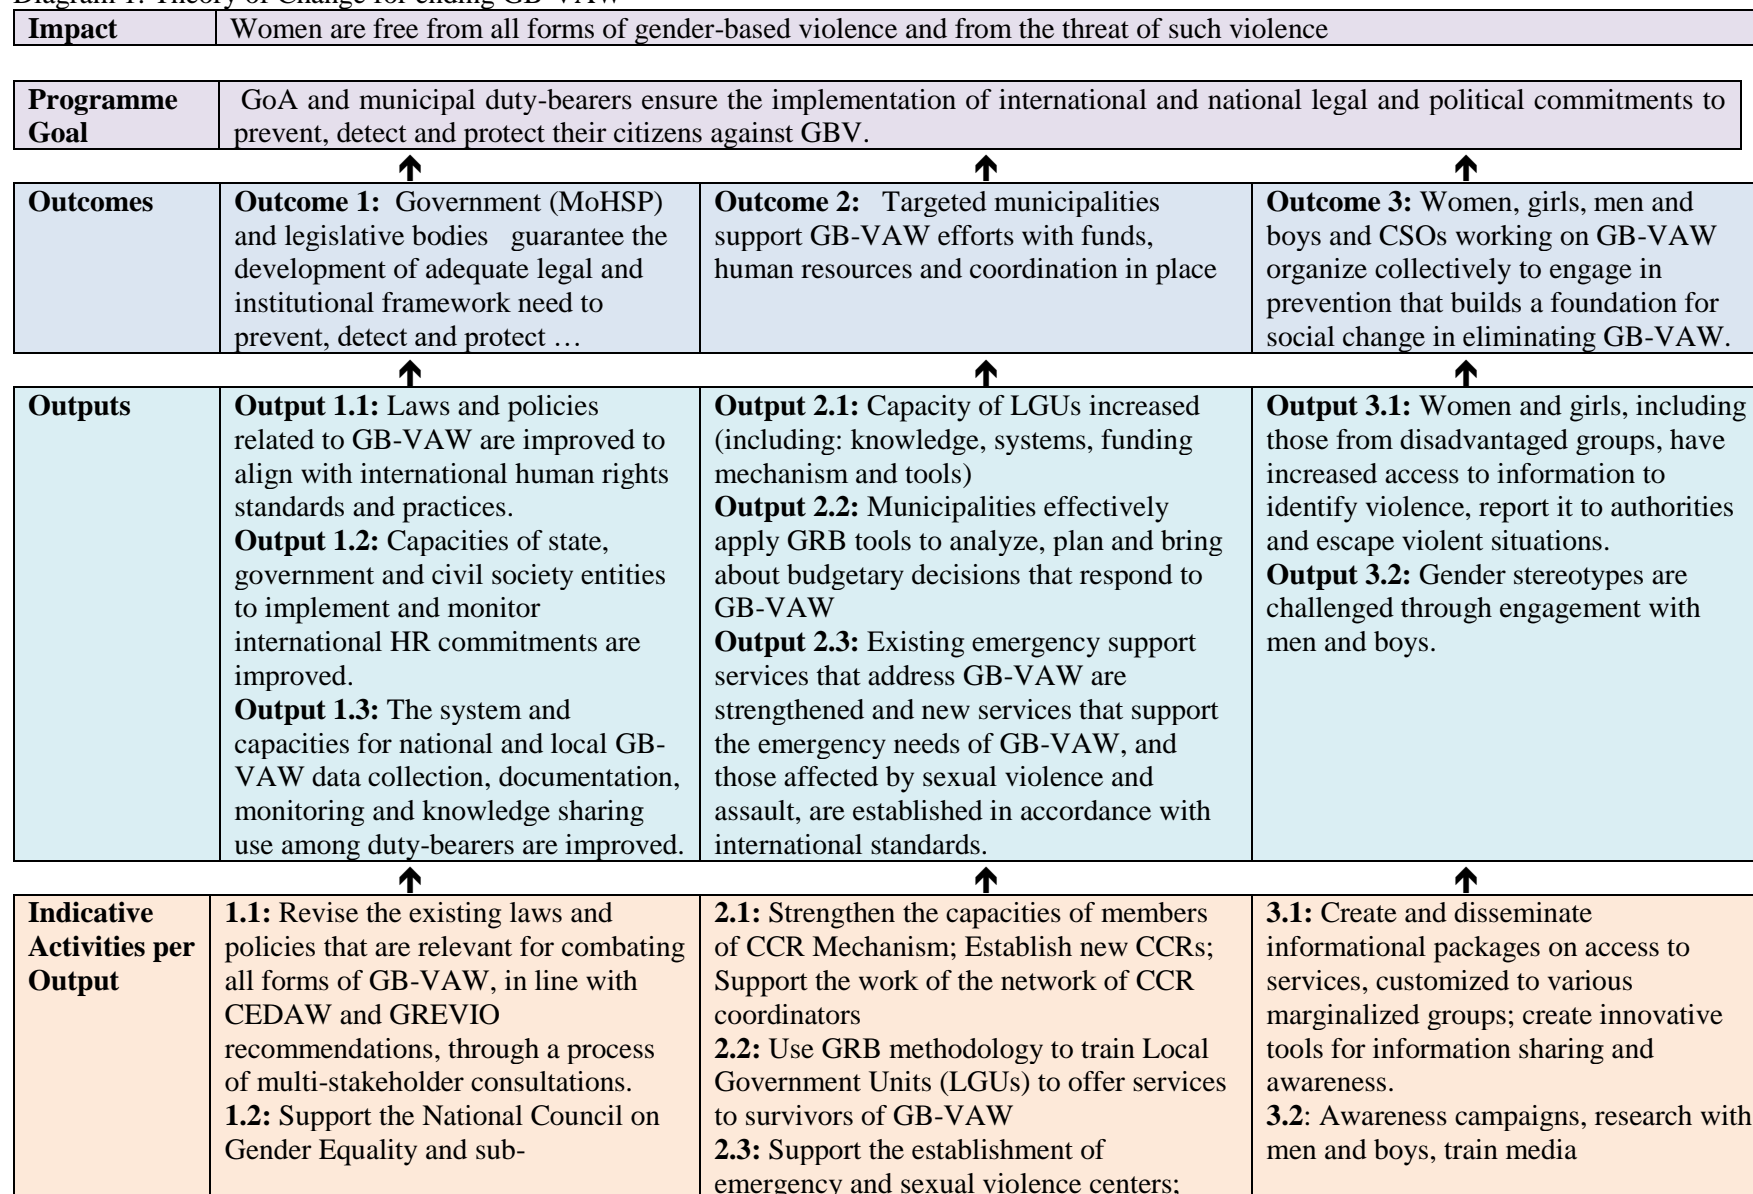 Diagram 1: Theory of Change for ending GB-VAW
Impact
Women are free from all forms of gender-based violence and from the threat of such violence
Programme
Goal
GoA and municipal duty-bearers ensure the implementation of international and national legal and political commitments to
prevent, detect and protect their citizens against GBV.
Outcomes
Outcome 1: Government (MoHSP)
and legislative bodies guarantee the
development of adequate legal and
institutional framework need to
prevent, detect and protect …
Outcome 2: Targeted municipalities
support GB-VAW efforts with funds,
human resources and coordination in place
Outcome 3: Women, girls, men and
boys and CSOs working on GB-VAW
organize collectively to engage in
prevention that builds a foundation for
social change in eliminating GB-VAW.
Outputs
Output 1.1: Laws and policies
related to GB-VAW are improved to
align with international human rights
standards and practices.
Output 1.2: Capacities of state,
government and civil society entities
to implement and monitor
international HR commitments are
improved.
Output 1.3: The system and
capacities for national and local GB-
VAW data collection, documentation,
monitoring and knowledge sharing
use among duty-bearers are improved.
Output 2.1: Capacity of LGUs increased
(including: knowledge, systems, funding
mechanism and tools)
Output 2.2: Municipalities effectively
apply GRB tools to analyze, plan and bring
about budgetary decisions that respond to
GB-VAW
Output 2.3: Existing emergency support
services that address GB-VAW are
strengthened and new services that support
the emergency needs of GB-VAW, and
those affected by sexual violence and
assault, are established in accordance with
international standards.
Output 3.1: Women and girls, including
those from disadvantaged groups, have
increased access to information to
identify violence, report it to authorities
and escape violent situations.
Output 3.2: Gender stereotypes are
challenged through engagement with
men and boys.
Indicative
Activities per
Output
1.1: Revise the existing laws and
policies that are relevant for combating
all forms of GB-VAW, in line with
CEDAW and GREVIO
recommendations, through a process
of multi-stakeholder consultations.
1.2: Support the National Council on
Gender Equality and sub-
2.1: Strengthen the capacities of members
of CCR Mechanism; Establish new CCRs;
Support the work of the network of CCR
coordinators
2.2: Use GRB methodology to train Local
Government Units (LGUs) to offer services
to survivors of GB-VAW
2.3: Support the establishment of
emergency and sexual violence centers;
3.1: Create and disseminate
informational packages on access to
services, customized to various
marginalized groups; create innovative
tools for information sharing and
awareness.
3.2: Awareness campaigns, research with
men and boys, train media